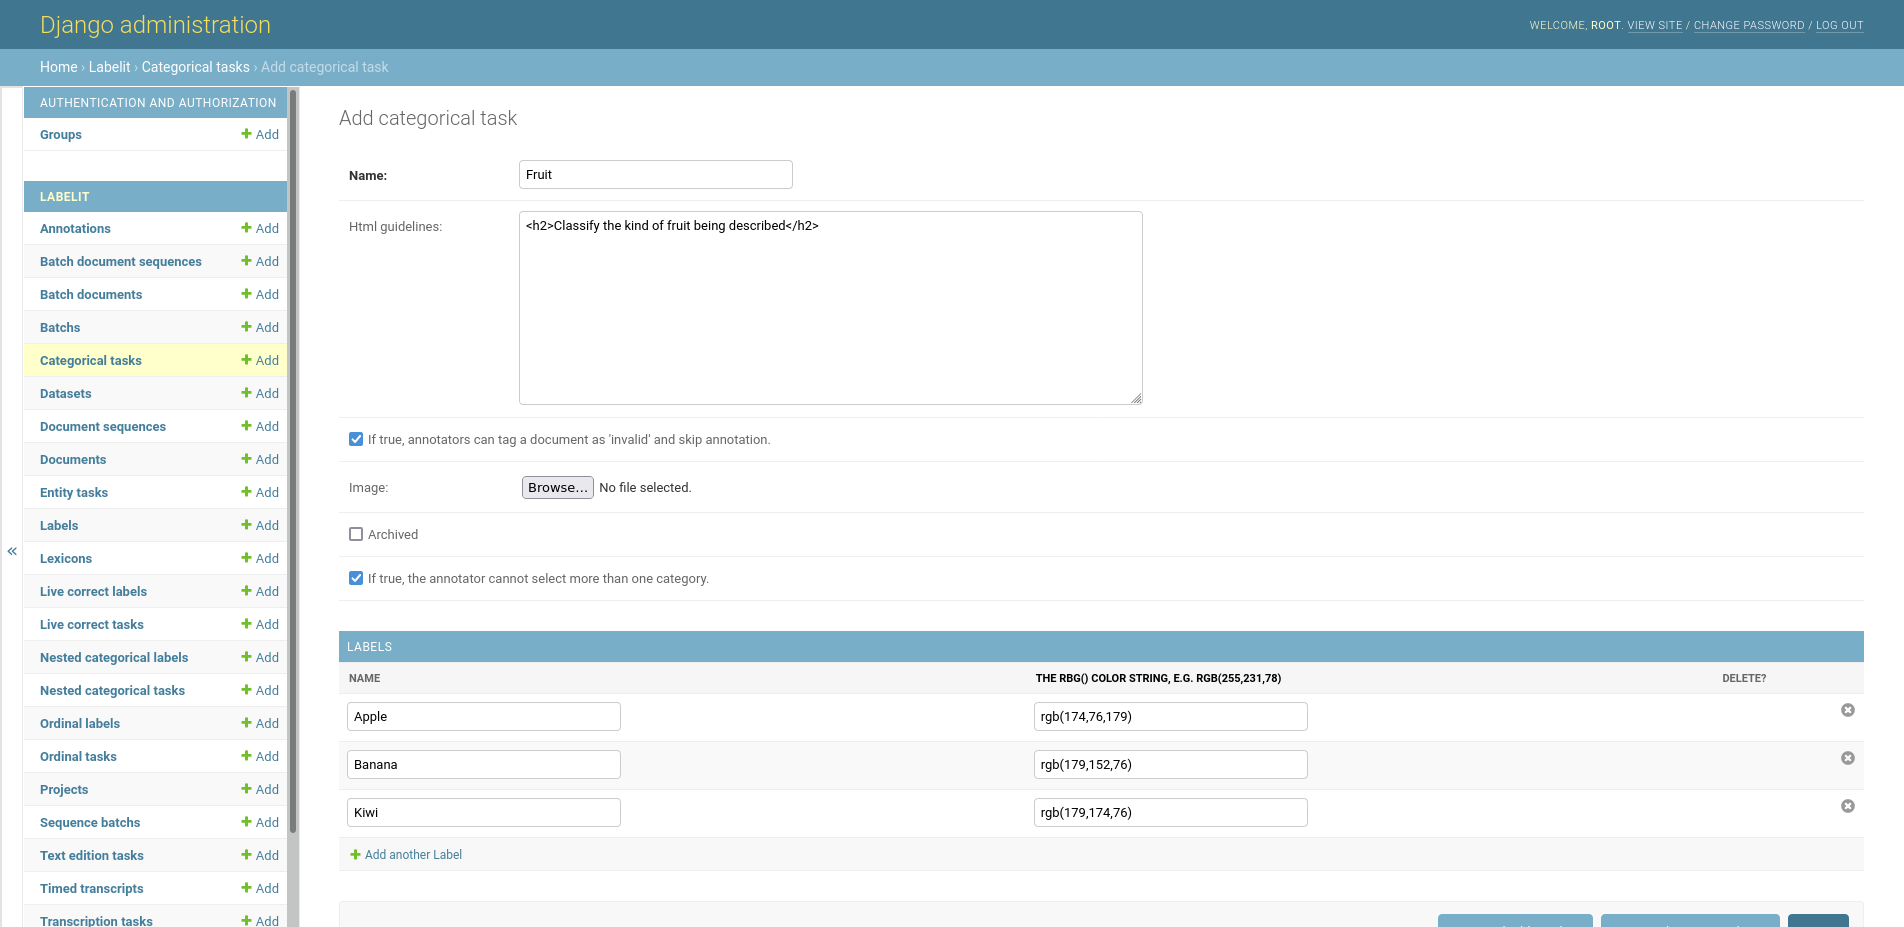 Django administration
WELCOME, ROOT. VIEW SITE / CHANGE PASSWORD / LOG OUT
Home › Labelit › Categorical tasks › Add categorical task
AUTHENTICATION AND AUTHORIZATION
Groups Add
LABELIT
Annotations Add
Batch document sequences Add
Batch documents Add
Batchs Add
Categorical tasks Add
Datasets Add
Document sequences Add
Documents Add
Entity tasks Add
Labels Add
Lexicons Add
«
Live correct labels Add
Live correct tasks Add
Nested categorical labels Add
Nested categorical tasks Add
Ordinal labels Add
Ordinal tasks Add
Projects Add
Sequence batchs Add
Text edition tasks Add
Timed transcripts Add
Transcription tasks Add
Add categorical task
Name: Fruit
Html guidelines: <h2>Classify the kind of fruit being described</h2>
If true, annotators can tag a document as 'invalid' and skip annotation.
Image: Browse... No file selected.
Archived
If true, the annotator cannot select more than one category.
LABELS
NAME THE RBG() COLOR STRING, E.G. RGB(255,231,78) DELETE?
Apple rgb(174,76,179)
Banana rgb(179,152,76)
Kiwi rgb(179,174,76)
Add another Label